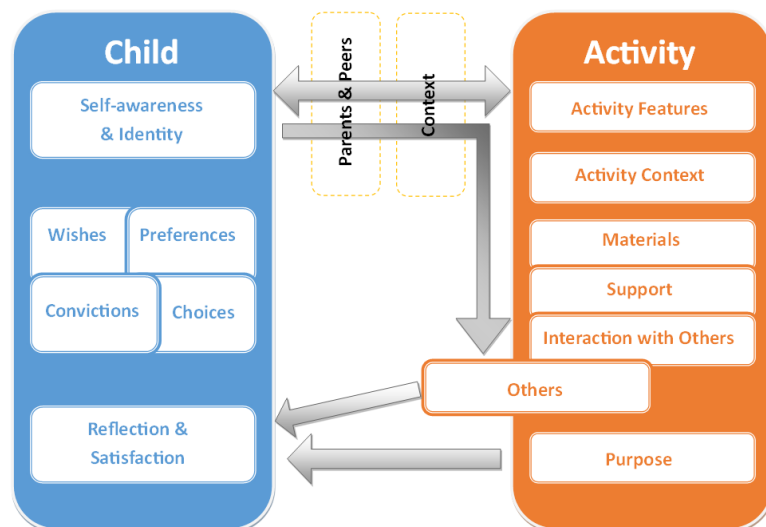 Child
Self-awareness
& Identity
Wishes
Preferences
Convictions
Choices
Reflection &
Satisfaction
Parents & Peers
Context
Activity
Activity Features
Activity Context
Materials
Support
Interaction with Others
Others
Purpose